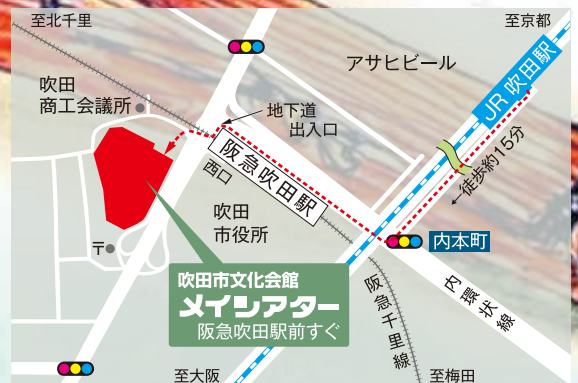 至北千里
至京都
アサヒビール
JR吹田駅
吹田
商工会議所
地下道
出入口
阪急吹田駅
西口
徒歩約15分
吹田
市役所
〒
内本町
吹田市文化会館
メイシアター
阪急吹田駅前すぐ
阪急千里線
内環状線
至大阪
至梅田